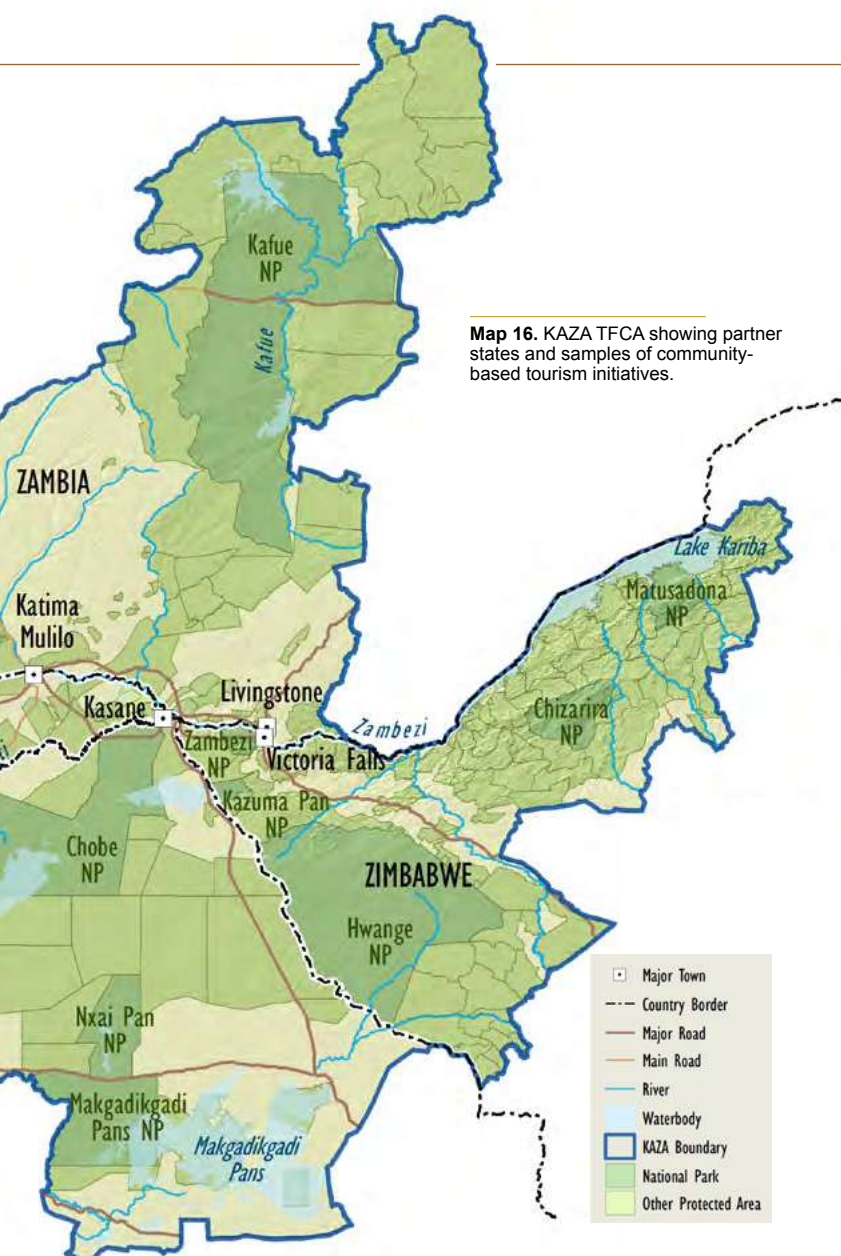 Kafue
NP
Kafue
Map 16. KAZA TFCA showing partner
states and samples of community-
based tourism initiatives.
ZAMBIA
Lake Kariba
Matusadona
NP
Katima
Mulilo
Livingstone
Kasane
Chizarira
NP
Zambezi
Zambezi
NP
Victoria Falls
Kazuma Pan
NP
Chobe
NP
ZIMBABWE
Hwange
NP
Nxai Pan
NP
Makgadikgadi
Pans NP
Makgadikgadi
Pans
Major Town
Country Border
Major Road
Main Road
River
Waterbody
KAZA Boundary
National Park
Other Protected Area